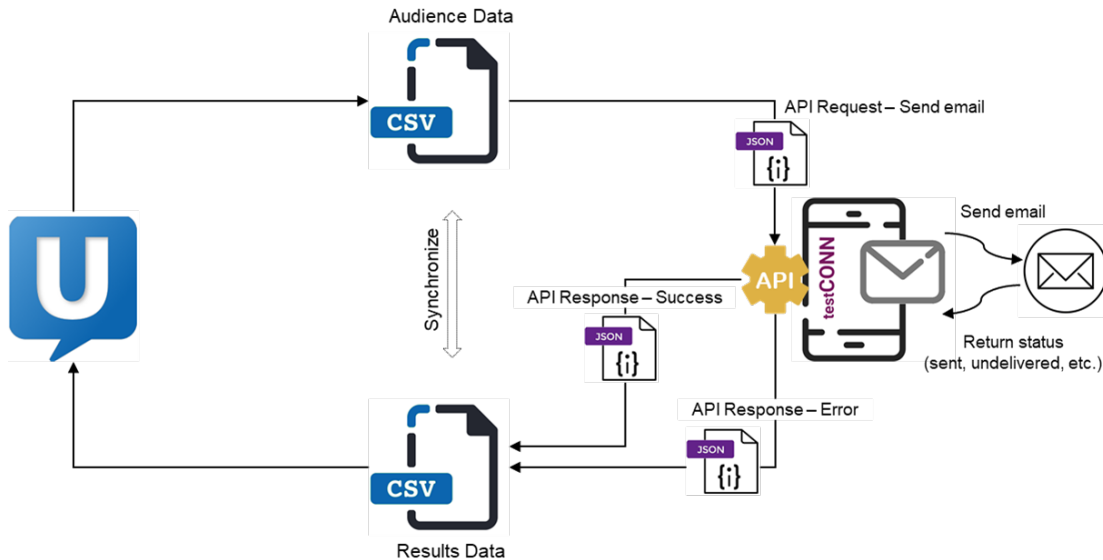 Audience Data
CSV
API Request – Send email
JSON
{i}
U
Synchronize
API
testCONN
Send email
Return status
(sent, undelivered, etc.)
API Response – Success
JSON
{i}
API Response – Error
JSON
{i}
CSV
Results Data